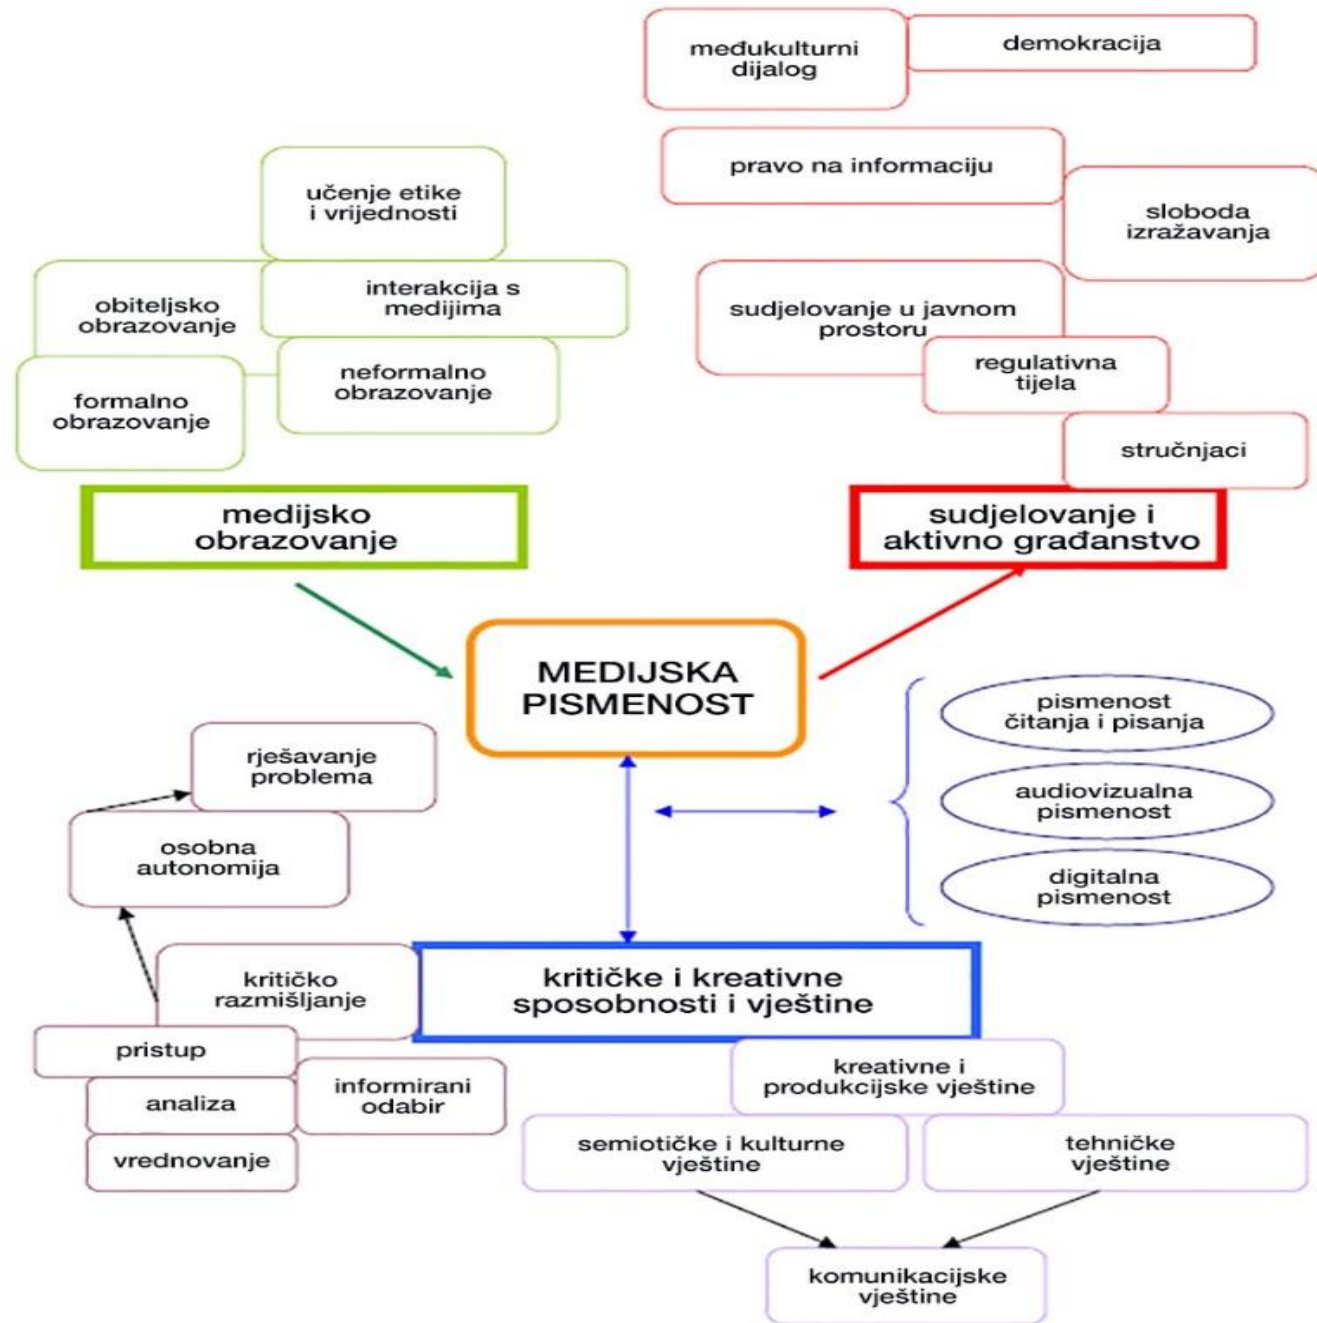 međukulturni
dijalog
demokracija
pravo na informaciju
učenje etike
i vrijednosti
sloboda
izražavanja
obiteljsko
obrazovanje
interakcija s
medijima
sudjelovanje u javnom
prostoru
formalno
obrazovanje
neformalno
obrazovanje
regulativna
tijela
stručnjaci
medijsko
obrazovanje
sudjelovanje i
aktivno građanstvo
MEDIJSKA
PISMENOST
pismenost
čitanja i pisanja
audiovizualna
pismenost
digitalna
pismenost
rješavanje
problema
osobna
autonomija
kritičko
razmišljanje
kritičke i kreativne
sposobnosti i vještine
pristup
analiza
informirani
odabir
vrednovanje
kreativne i
produkcijske vještine
semiotičke i kulturne
vještine
tehničke
vještine
komunikacijske
vještine